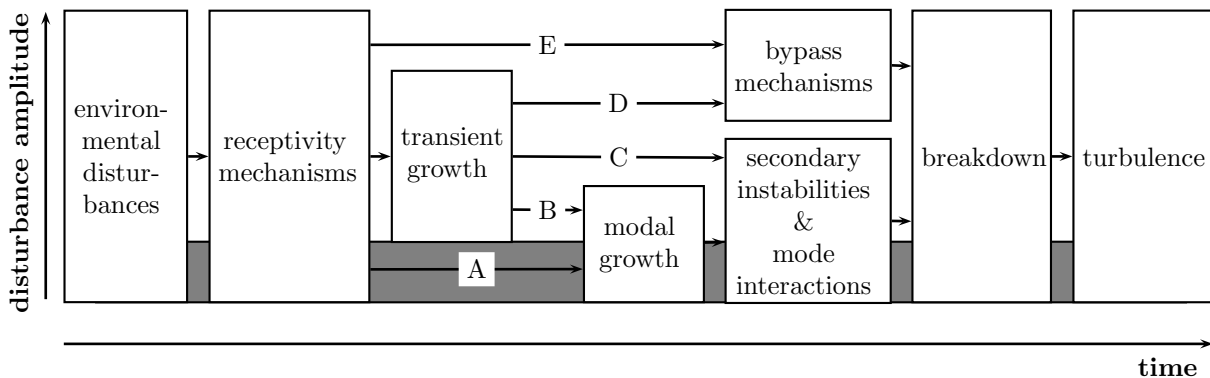 disturbance amplitude
environ-
mental
distur-
bances
receptivity
mechanisms
transient
growth
E
D
C
B
A
modal
growth
bypass
mechanisms
secondary
instabilities
&
mode
interactions
breakdown
turbulence
time